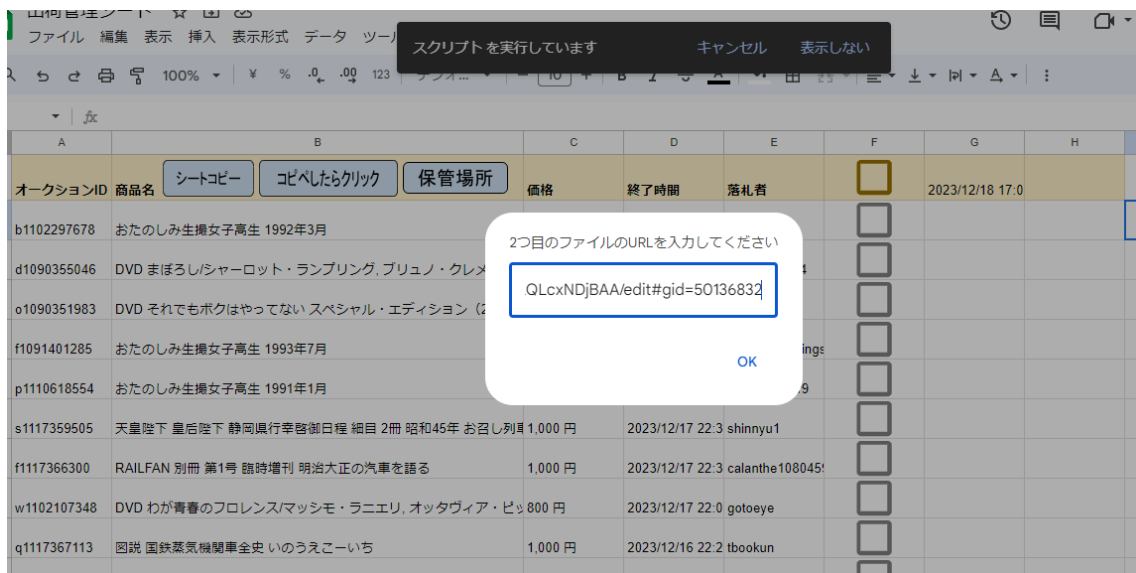 出荷管理シート
ファイル 編集 表示 挿入 表示形式 データ ツール
スクリプト を実行しています キャンセル 表示しない
100% ¥ % .0 .00 123 10 B I A A
fx
A B C D E F G H
オークションID 商品名 シートコピー コピペしたらクリック 保管場所 価格 終了時間 落札者 2023/12/18 17:0
b1102297678 おたのしみ生撮女子高生 1992年3月
2つ目のファイルのURLを入力してください
d1090355046 DVD まぼろし/シャーロット・ランプリング, ブリュノ・クレメ 4
QLcxNDjBAA/edit#gid=50136832
o1090351983 DVD それでもボクはやってない スペシャル・エディション（2
f1091401285 おたのしみ生撮女子高生 1993年7月 ings
OK
p1110618554 おたのしみ生撮女子高生 1991年1月 9
s1117359505 天皇陛下 皇后陛下 静岡県行幸啓御日程 細目 2冊 昭和45年 お召し列車 1,000 円 2023/12/17 22:3 shinnyu1
f1117366300 RAILFAN 別冊 第1号 臨時増刊 明治大正の汽車を語る 1,000 円 2023/12/17 22:3 calanthe1080459
w1102107348 DVD わが青春のフロレンス/マッシモ・ラニエリ, オッタヴィア・ピッ 800 円 2023/12/17 22:0 gotoeye
q1117367113 図説 国鉄蒸気機関車全史 いのうえこーいち 1,000 円 2023/12/16 22:2 tbookun